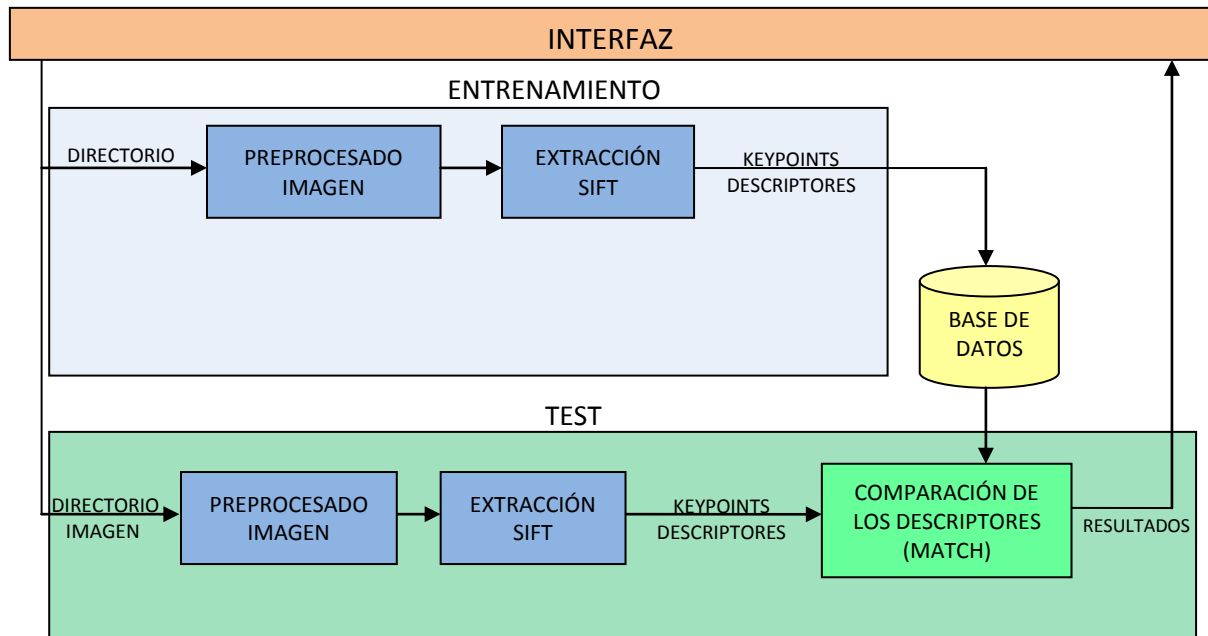 INTERFAZ
ENTRENAMIENTO
DIRECTORIO
PREPROCESADO
IMAGEN
EXTRACCIÓN
SIFT
KEYPOINTS
DESCRIPTORES
BASE DE
DATOS
TEST
DIRECTORIO
IMAGEN
PREPROCESADO
IMAGEN
EXTRACCIÓN
SIFT
KEYPOINTS
DESCRIPTORES
COMPARACIÓN DE
LOS DESCRIPTORES
(MATCH)
RESULTADOS